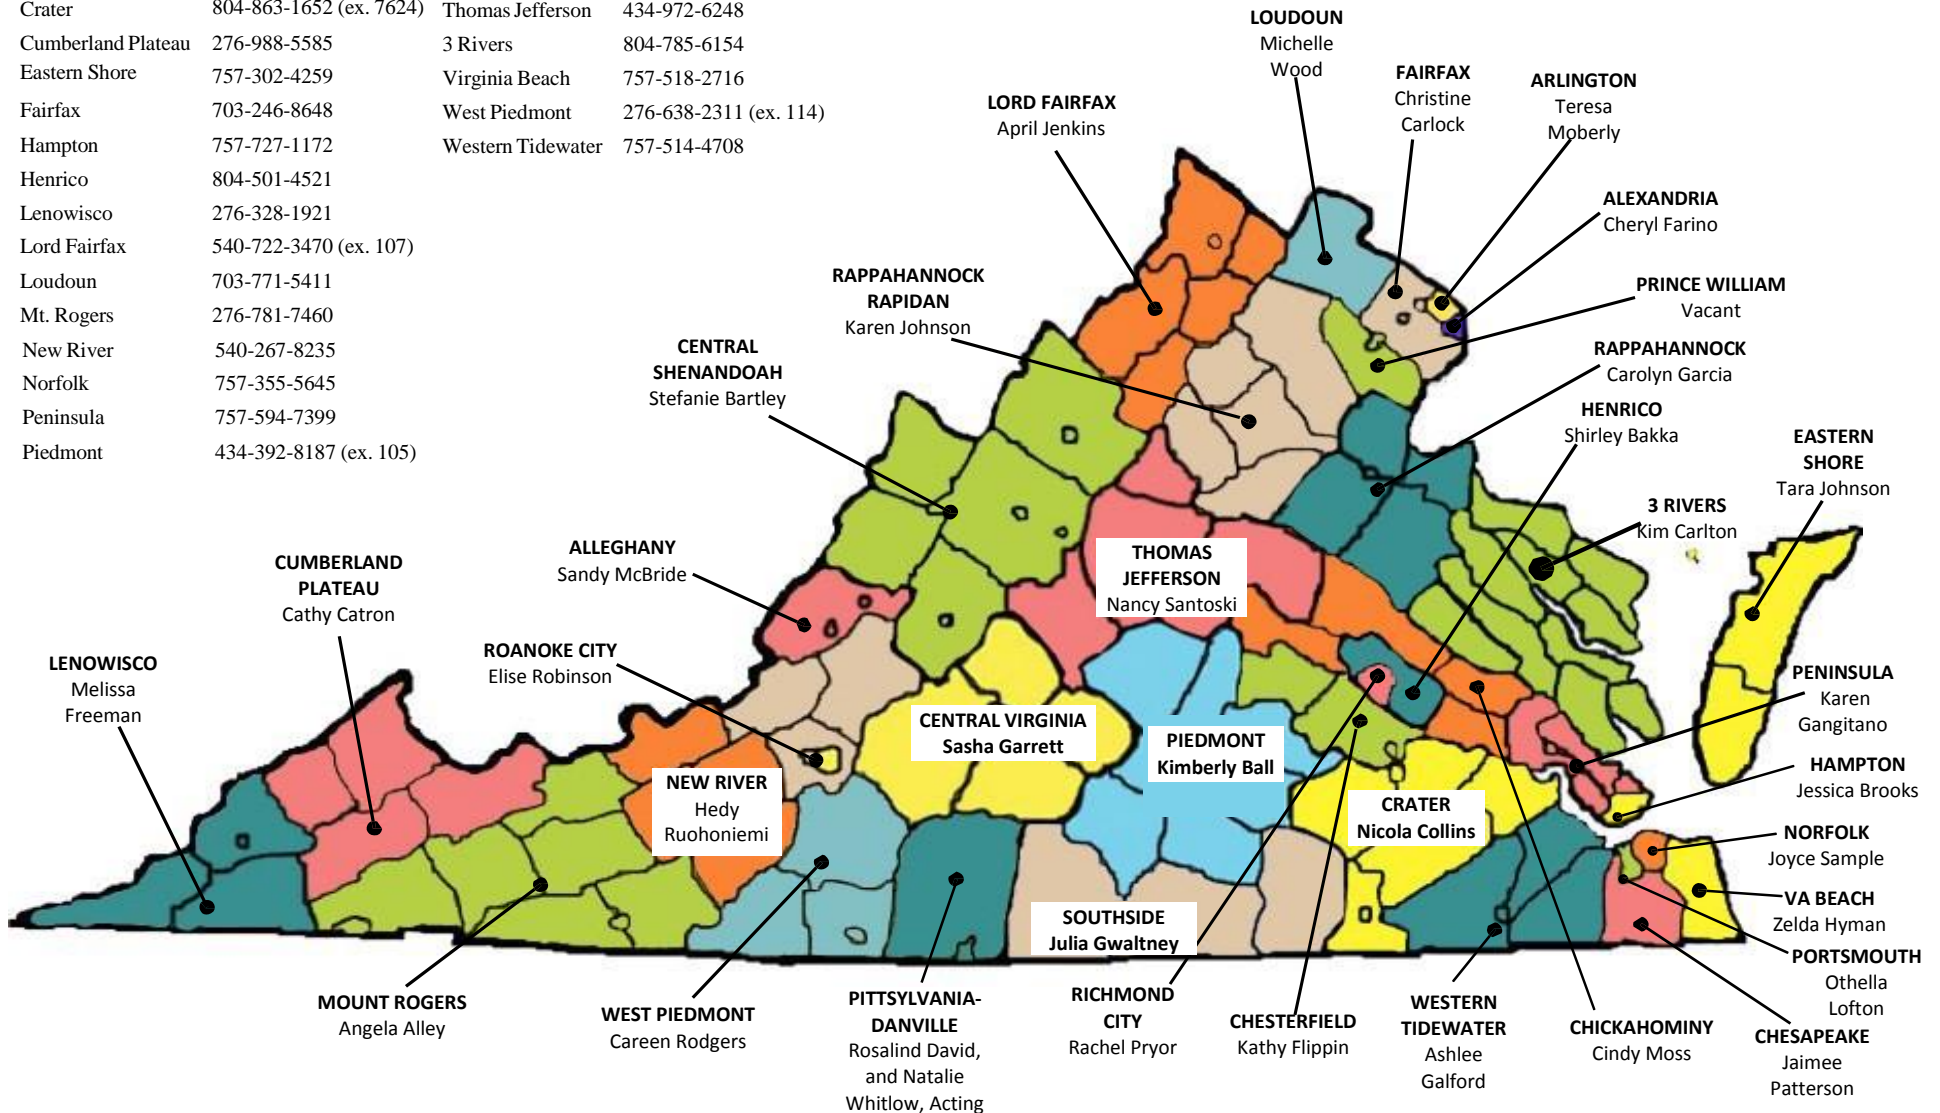 Crater 804-863-1652 (ex. 7624)
Cumberland Plateau 276-988-5585
Eastern Shore 757-302-4259
Fairfax 703-246-8648
Hampton 757-727-1172
Henrico 804-501-4521
Lenowisco 276-328-1921
Lord Fairfax 540-722-3470 (ex. 107)
Loudoun 703-771-5411
Mt. Rogers 276-781-7460
New River 540-267-8235
Norfolk 757-355-5645
Peninsula 757-594-7399
Piedmont 434-392-8187 (ex. 105)
Thomas Jefferson 434-972-6248
3 Rivers 804-785-6154
Virginia Beach 757-518-2716
West Piedmont 276-638-2311 (ex. 114)
Western Tidewater 757-514-4708
LOUDOUN
Michelle
Wood
FAIRFAX
Christine
Carlock
ARLINGTON
Teresa
Moberly
LORD FAIRFAX
April Jenkins
ALEXANDRIA
Cheryl Farino
RAPPAHANNOCK
RAPIDAN
Karen Johnson
PRINCE WILLIAM
Vacant
CENTRAL
SHENANDOAH
Stefanie Bartley
RAPPAHANNOCK
Carolyn Garcia
HENRICO
Shirley Bakka
EASTERN
SHORE
Tara Johnson
3 RIVERS
Kim Carlton
ALLEGHANY
Sandy McBride
THOMAS
JEFFERSON
Nancy Santoski
CUMBERLAND
PLATEAU
Cathy Catron
ROANOKE CITY
Elise Robinson
LENOWISCO
Melissa
Freeman
PENINSULA
Karen
Gangitano
CENTRAL VIRGINIA
Sasha Garrett
PIEDMONT
Kimberly Ball
HAMPTON
Jessica Brooks
NEW RIVER
Hedy
Ruohoniemi
CRATER
Nicola Collins
NORFOLK
Joyce Sample
VA BEACH
Zelda Hyman
SOUTHSIDE
Julia Gwaltney
PORTSMOUTH
Othella
Lofton
MOUNT ROGERS
Angela Alley
WEST PIEDMONT
Careen Rodgers
PITTSYLVANIA-
DANVILLE
Rosalind David,
and Natalie
Whitlow, Acting
RICHMOND
CITY
Rachel Pryor
CHESTERFIELD
Kathy Flippin
WESTERN
TIDEWATER
Ashlee
Galford
CHICKAHOMINY
Cindy Moss
CHESAPEAKE
Jaimee
Patterson